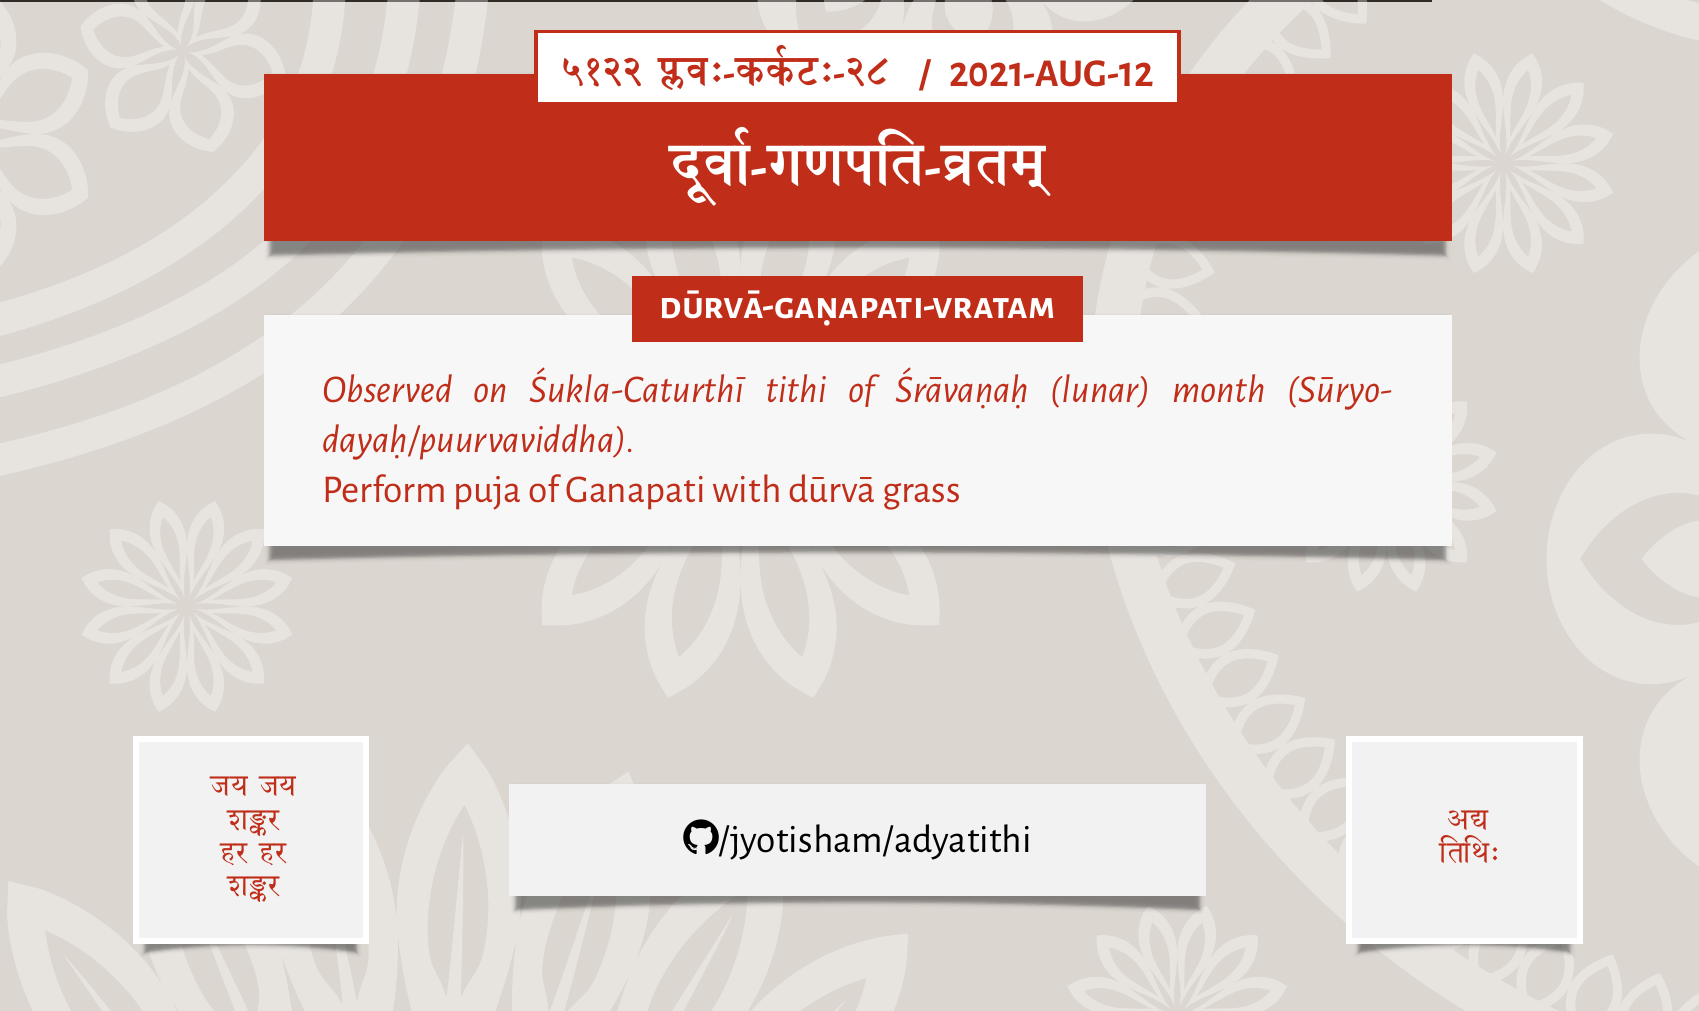 ५१२२ प्लवः-कर्कटः-२८ / 2021-AUG-12
दूर्वा-गणपति-व्रतम्
DŪRVĀ-GAṆAPATI-VRATAM
Observed on Śukla-Caturthī tithi of Śrāvaṇaḥ (lunar) month (Sūryo-
dayaḥ/puurvaviddha).
Perform puja of Ganapati with dūrvā grass
जय जय
शङ्कर
हर हर
शङ्कर
/jyotisham/adyatithi
अद्य
तिथिः